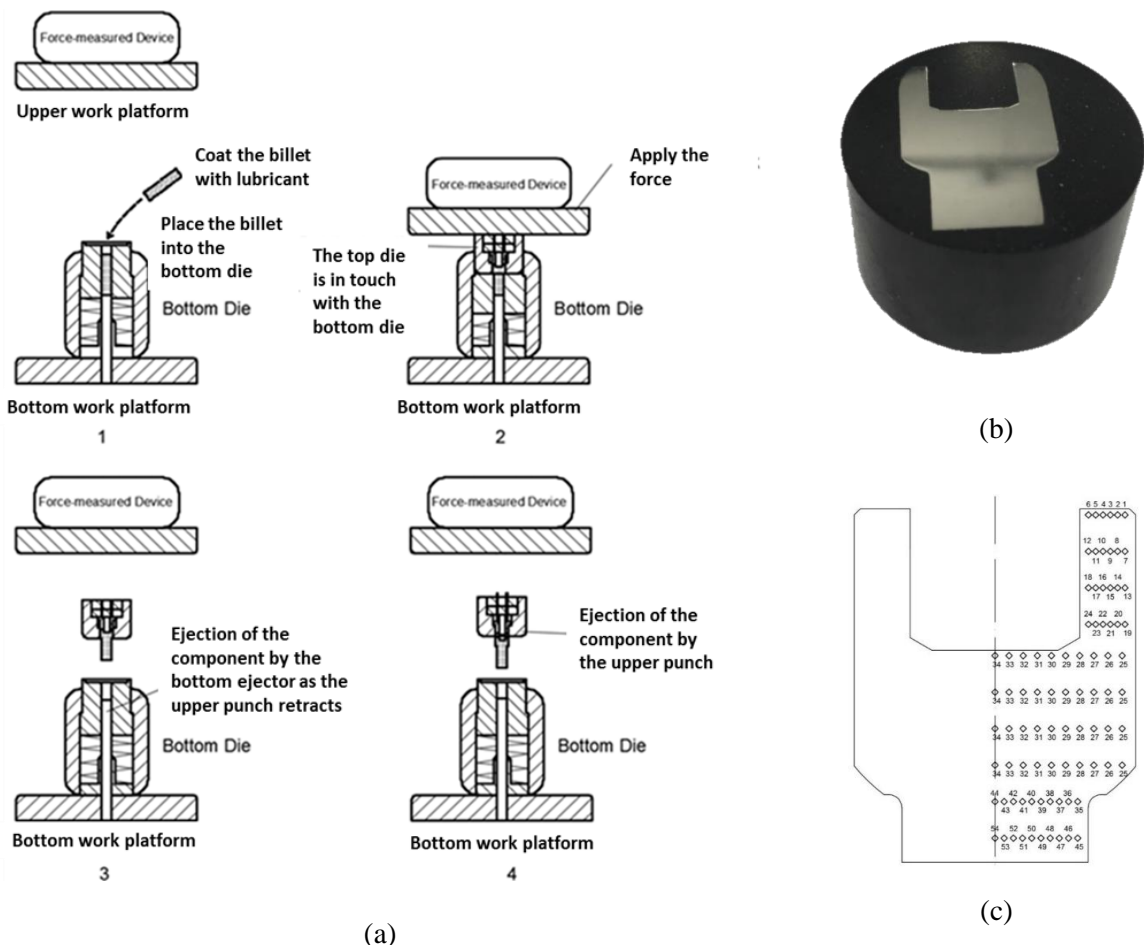 Force-measured Device
Upper work platform
Coat the billet
with lubricant
Place the billet
into the
bottom die
Bottom Die
Bottom work platform
1
Force-measured Device
Apply the
force
The top die
is in touch
with the
bottom die
Bottom Die
Bottom work platform
2
Force-measured Device
Ejection of the
component by the
bottom ejector as the
upper punch retracts
Bottom Die
Bottom work platform
3
Force-measured Device
Ejection of the
component by
the upper punch
Bottom Die
Bottom work platform
4
(a)
(b)
6 5 4 3 2 1
12 10 8
11 9 7
18 16 14
17 15 13
24 22 20
23 21 19
34 33 32 31 30 29 28 27 26 25
34 33 32 31 30 29 28 27 26 25
34 33 32 31 30 29 28 27 26 25
34 33 32 31 30 29 28 27 26 25
44 42 40 38 36
43 41 39 37 35
54 52 50 48 46
53 51 49 47 45
(c)